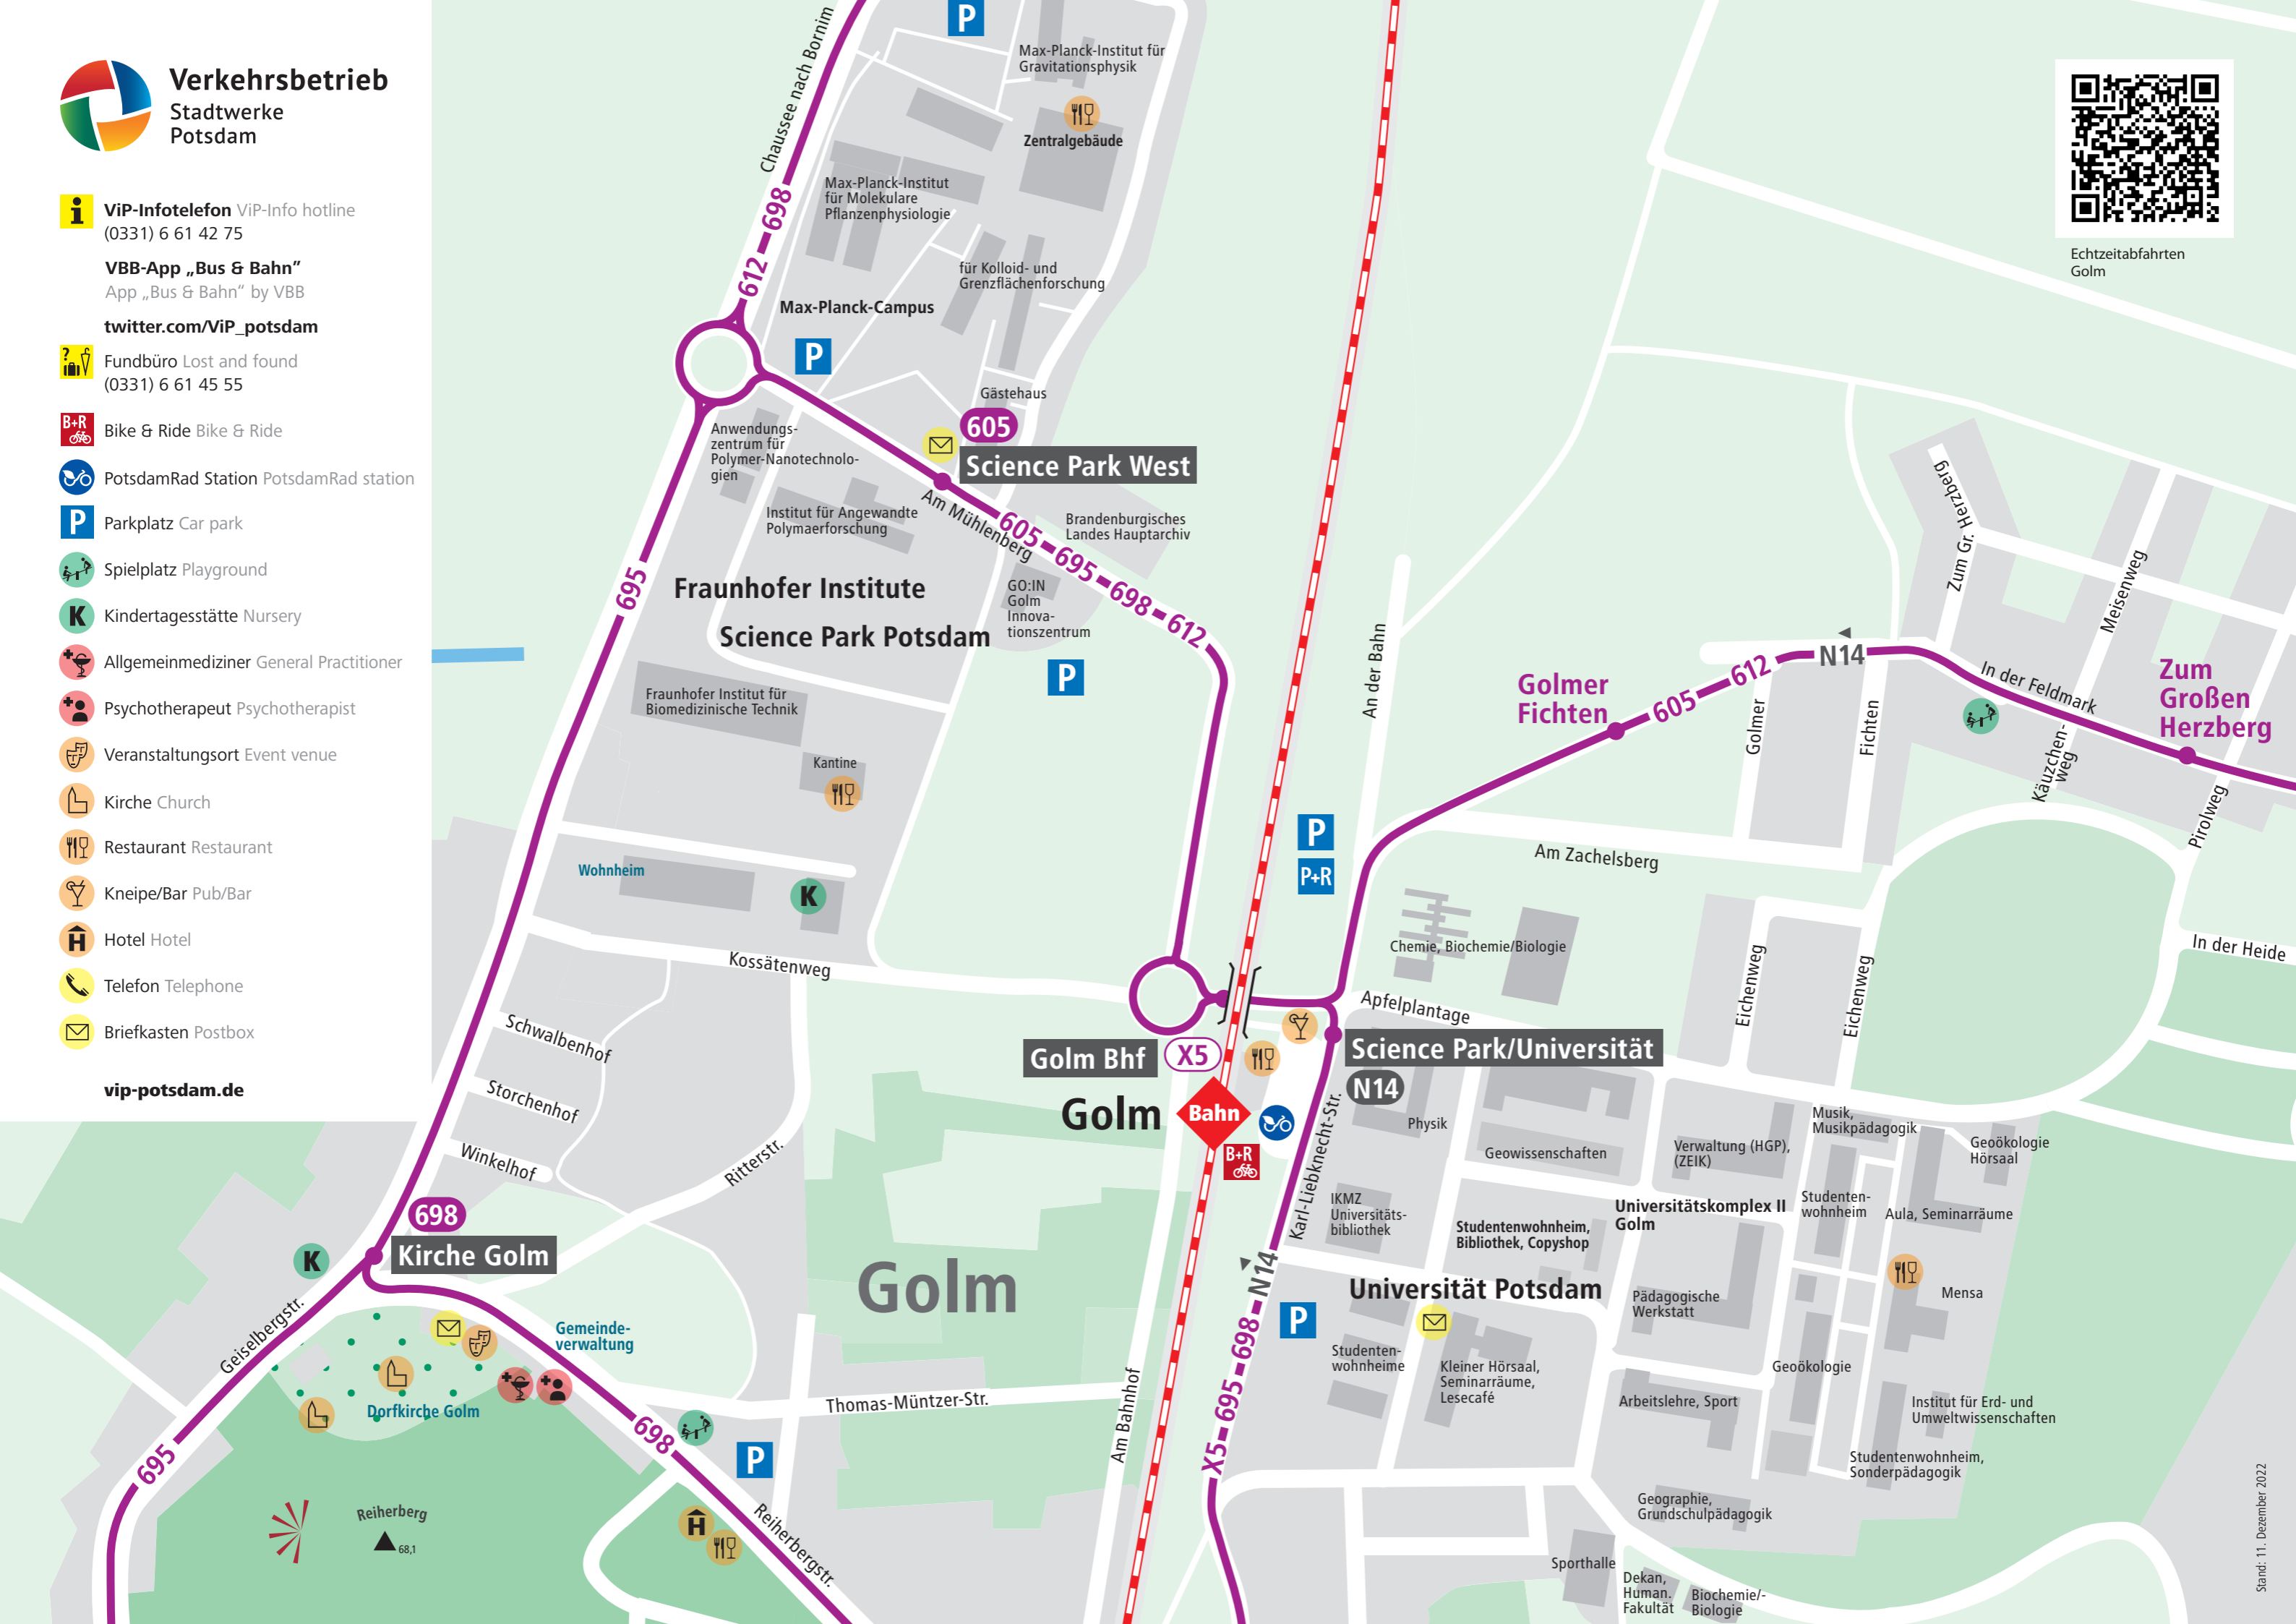 Verkehrsbetrieb
Stadtwerke
Potsdam
i
ViP-Infotelefon ViP-Info hotline
(0331) 6 61 42 75
VBB-App „Bus & Bahn”
App „Bus & Bahn” by VBB
twitter.com/ViP_potsdam
?
Fundbüro Lost and found
(0331) 6 61 45 55
B+R
Bike & Ride Bike & Ride
PotsdamRad Station PotsdamRad station
P
Parkplatz Car park
Spielplatz Playground
K
Kindertagesstätte Nursery
Allgemeinmediziner General Practitioner
Psychotherapeut Psychotherapist
Veranstaltungsort Event venue
Kirche Church
Restaurant Restaurant
Kneipe/Bar Pub/Bar
H
Hotel Hotel
Telefon Telephone
Briefkasten Postbox
vip-potsdam.de
P
Chaussee nach Bornim
Max-Planck-Institut für
Gravitationsphysik
Zentralgebäude
Max-Planck-Institut
für Molekulare
Pflanzenphysiologie
612
698
für Kolloid- und
Grenzflächenforschung
Max-Planck-Campus
P
Gästehaus
605
Science Park West
Anwendungs-
zentrum für
Polymer-Nanotechnolo-
gien
Institut für Angewandte
Polymaerforschung
Am Mühlenberg
605
695
698
612
Brandenburgisches
Landes Hauptarchiv
695
Fraunhofer Institute
Science Park Potsdam
GO:IN
Golm
Innova-
tionszentrum
P
Fraunhofer Institut für
Biomedizinische Technik
Kantine
Wohnheim
K
Kossätenweg
Schwalbenhof
Storchenhof
Winkelhof
Ritterstr.
698
Kirche Golm
K
Geiselbergstr.
Gemeinde-
verwaltung
Dorfkirche Golm
695
698
Reiherberg
68,1
P
H
Reiherbergstr.
Thomas-Müntzer-Str.
Golm
Am Bahnhof
Golm Bhf
X5
Golm
Bahn
B+R
Echtzeitabfahrten
Golm
An der Bahn
P
P+R
Golmer
Fichten
605
612
N14
Golmer
Fichten
Zum Gr. Herzberg
Meisenweg
In der Feldmark
Käuzchen-
weg
Zum
Großen
Herzberg
Pirolweg
Am Zachelsberg
In der Heide
Eichenweg
Eichenweg
Chemie, Biochemie/Biologie
Apfelplantage
Science Park/Universität
N14
Karl-Liebknecht-Str.
Physik
Geowissenschaften
Verwaltung (HGP),
(ZEIK)
Musik,
Musikpädagogik
Geoökologie
Hörsaal
IKMZ
Universitäts-
bibliothek
Studentenwohnheim,
Bibliothek, Copyshop
Universitätskomplex II
Golm
Studenten-
wohnheim
Aula, Seminarräume
N14
Universität Potsdam
Pädagogische
Werkstatt
Mensa
P
X5
695
698
Studenten-
wohnheime
Kleiner Hörsaal,
Seminarräume,
Lesecafé
Geoökologie
Arbeitslehre, Sport
Institut für Erd- und
Umweltwissenschaften
Studentenwohnheim,
Sonderpädagogik
Geographie,
Grundschulpädagogik
Sporthalle
Dekan,
Human.
Fakultät
Biochemie/-
Biologie
Stand: 11. Dezember 2022